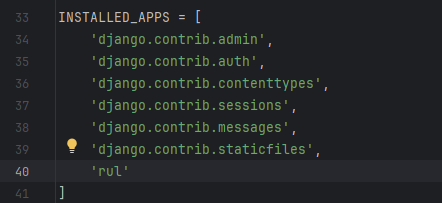 33 INSTALLED_APPS = [
34     'django.contrib.admin',
35     'django.contrib.auth',
36     'django.contrib.contenttypes',
37     'django.contrib.sessions',
38     'django.contrib.messages',
39     'django.contrib.staticfiles',
40     'rul'
41 ]